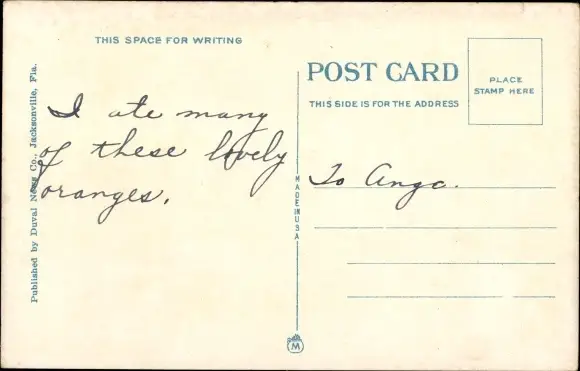 THIS SPACE FOR WRITING
I ate many
of these lovely
oranges.
Published by Duval News Co., Jacksonville, Fla.
MADE IN USA
M
POST CARD
THIS SIDE IS FOR THE ADDRESS
PLACE
STAMP HERE
To